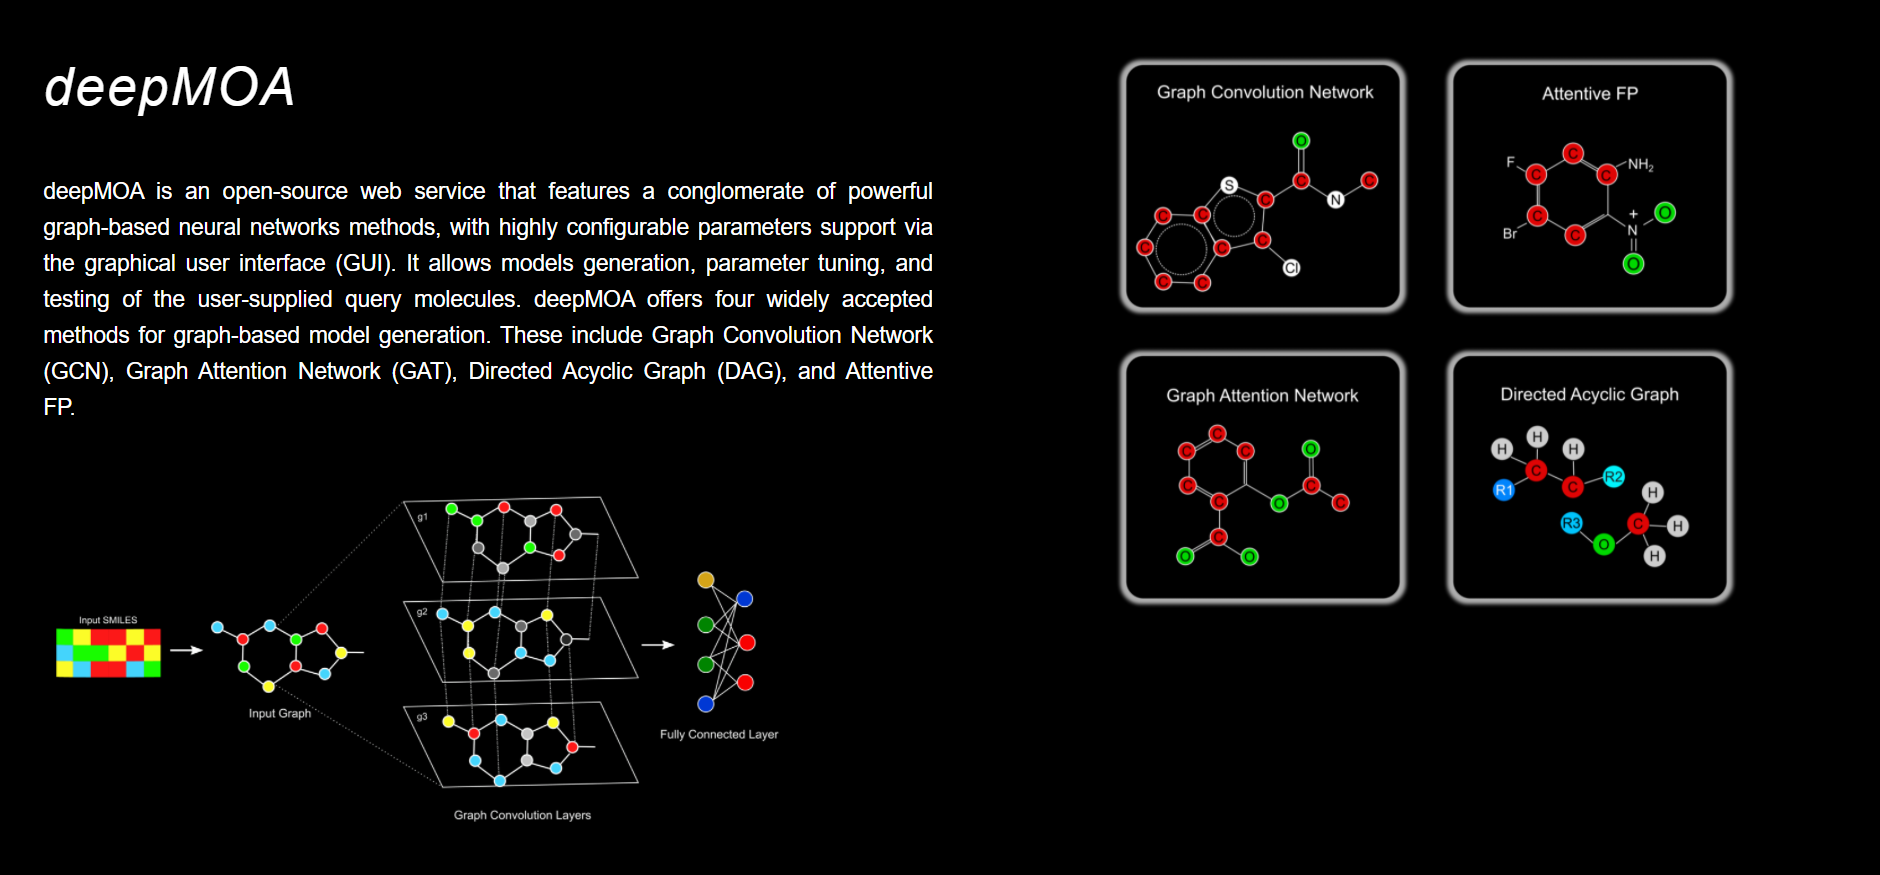 deepMOA
deepMOA is an open-source web service that features a conglomerate of powerful
graph-based neural networks methods, with highly configurable parameters support via
the graphical user interface (GUI). It allows models generation, parameter tuning, and
testing of the user-supplied query molecules. deepMOA offers four widely accepted
methods for graph-based model generation. These include Graph Convolution Network
(GCN), Graph Attention Network (GAT), Directed Acyclic Graph (DAG), and Attentive
FP.
Input SMILES
Input Graph
g1
g2
g3
Graph Convolution Layers
Fully Connected Layer
Graph Convolution Network
O
S
C
C
C
N
C
C
C
C
C
C
Cl
C
C
Attentive FP
F
C
NH2
C
C
C
O
+
Br
C
N
O
Graph Attention Network
C
C
C
O
C
C
O
C
C
C
C
O
O
Directed Acyclic Graph
H
H
H
C
R2
R1
C
H
R3
C
H
O
H